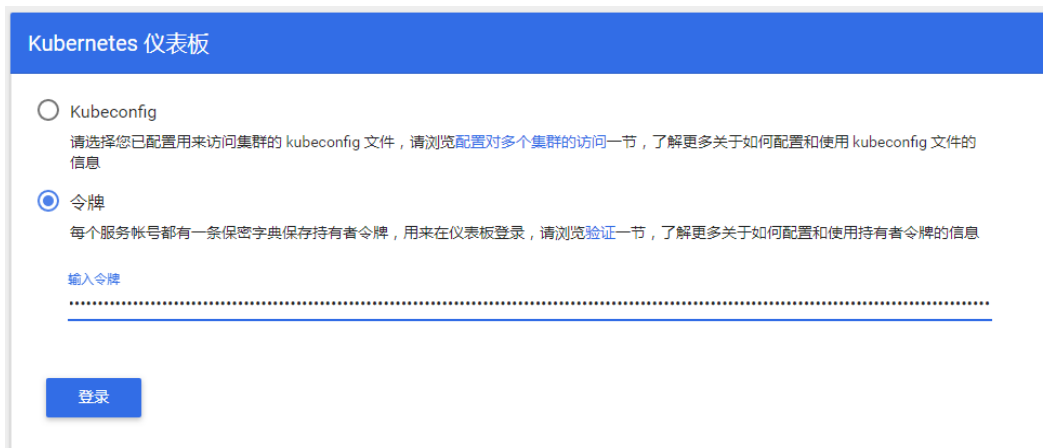 Kubernetes 仪表板
Kubeconfig
请选择您已配置用来访问集群的 kubeconfig 文件，请浏览配置对多个集群的访问一节，了解更多关于如何配置和使用 kubeconfig 文件的
信息
令牌
每个服务帐号都有一条保密字典保存持有者令牌，用来在仪表板登录，请浏览验证一节，了解更多关于如何配置和使用持有者令牌的信息
输入令牌
登录